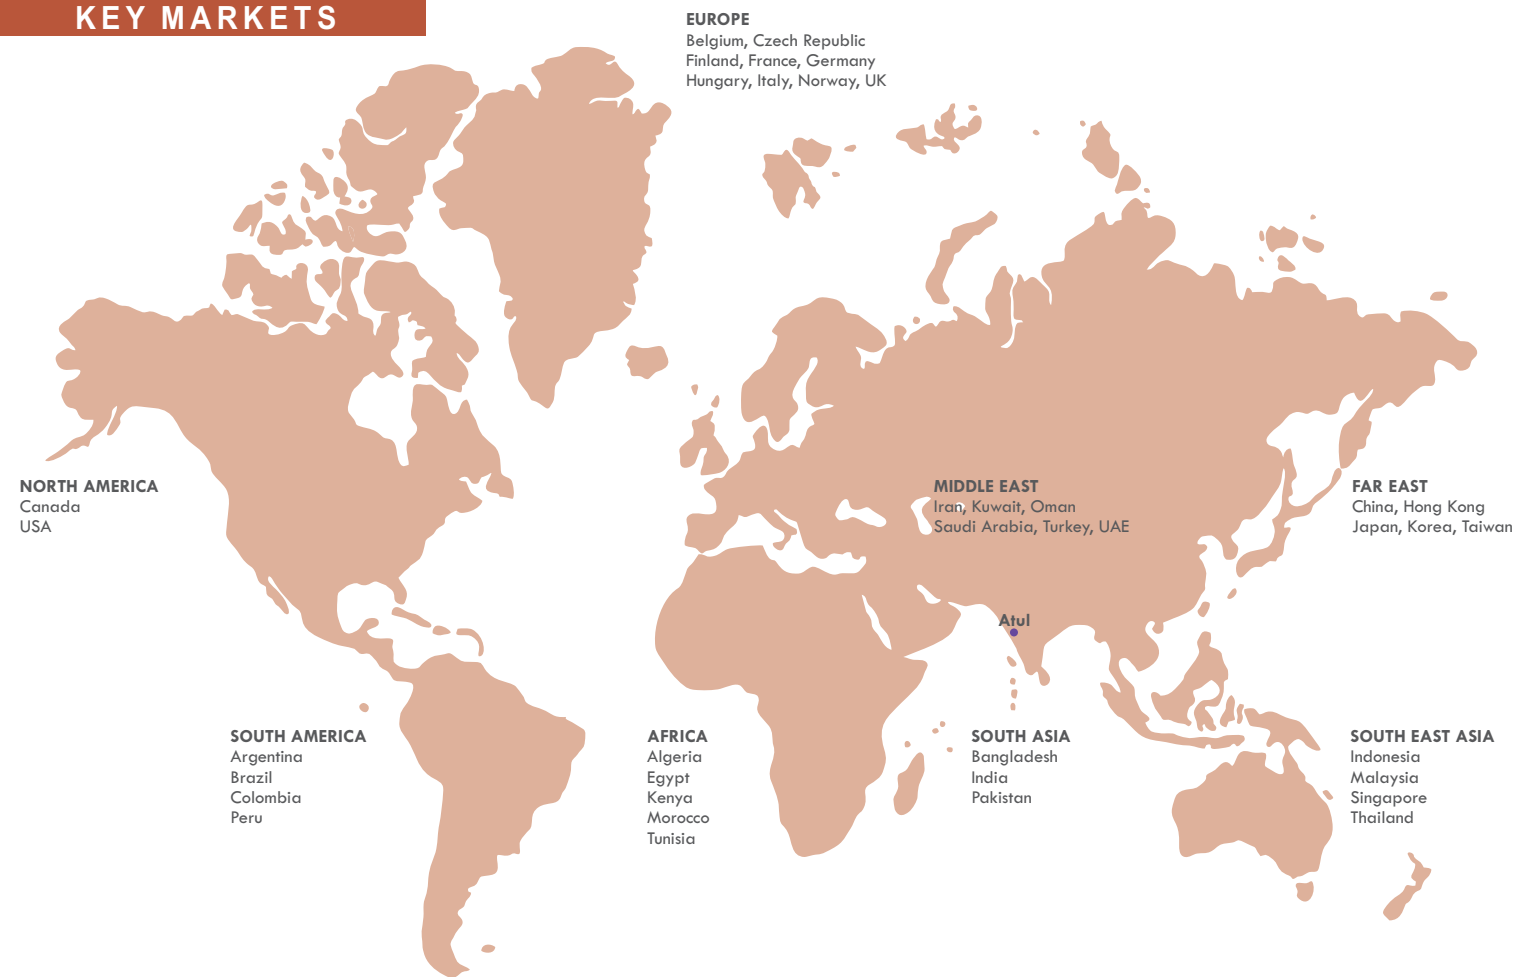 KEY MARKETS
EUROPE
Belgium, Czech Republic
Finland, France, Germany
Hungary, Italy, Norway, UK
NORTH AMERICA
Canada
USA
MIDDLE EAST
Iran, Kuwait, Oman
Saudi Arabia, Turkey, UAE
FAR EAST
China, Hong Kong
Japan, Korea, Taiwan
Atul
SOUTH AMERICA
Argentina
Brazil
Colombia
Peru
AFRICA
Algeria
Egypt
Kenya
Morocco
Tunisia
SOUTH ASIA
Bangladesh
India
Pakistan
SOUTH EAST ASIA
Indonesia
Malaysia
Singapore
Thailand